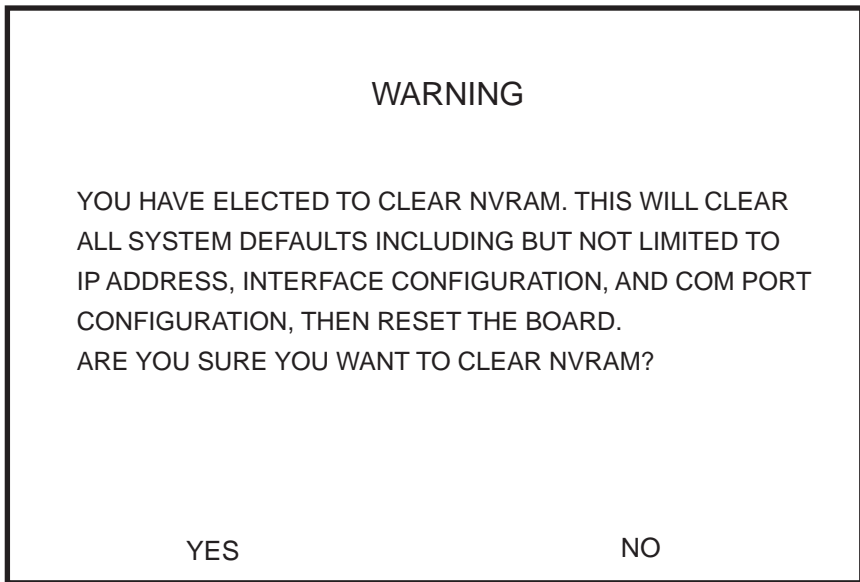 WARNING
YOU HAVE ELECTED TO CLEAR NVRAM. THIS WILL CLEAR
ALL SYSTEM DEFAULTS INCLUDING BUT NOT LIMITED TO
IP ADDRESS, INTERFACE CONFIGURATION, AND COM PORT
CONFIGURATION, THEN RESET THE BOARD.
ARE YOU SURE YOU WANT TO CLEAR NVRAM?
YES NO